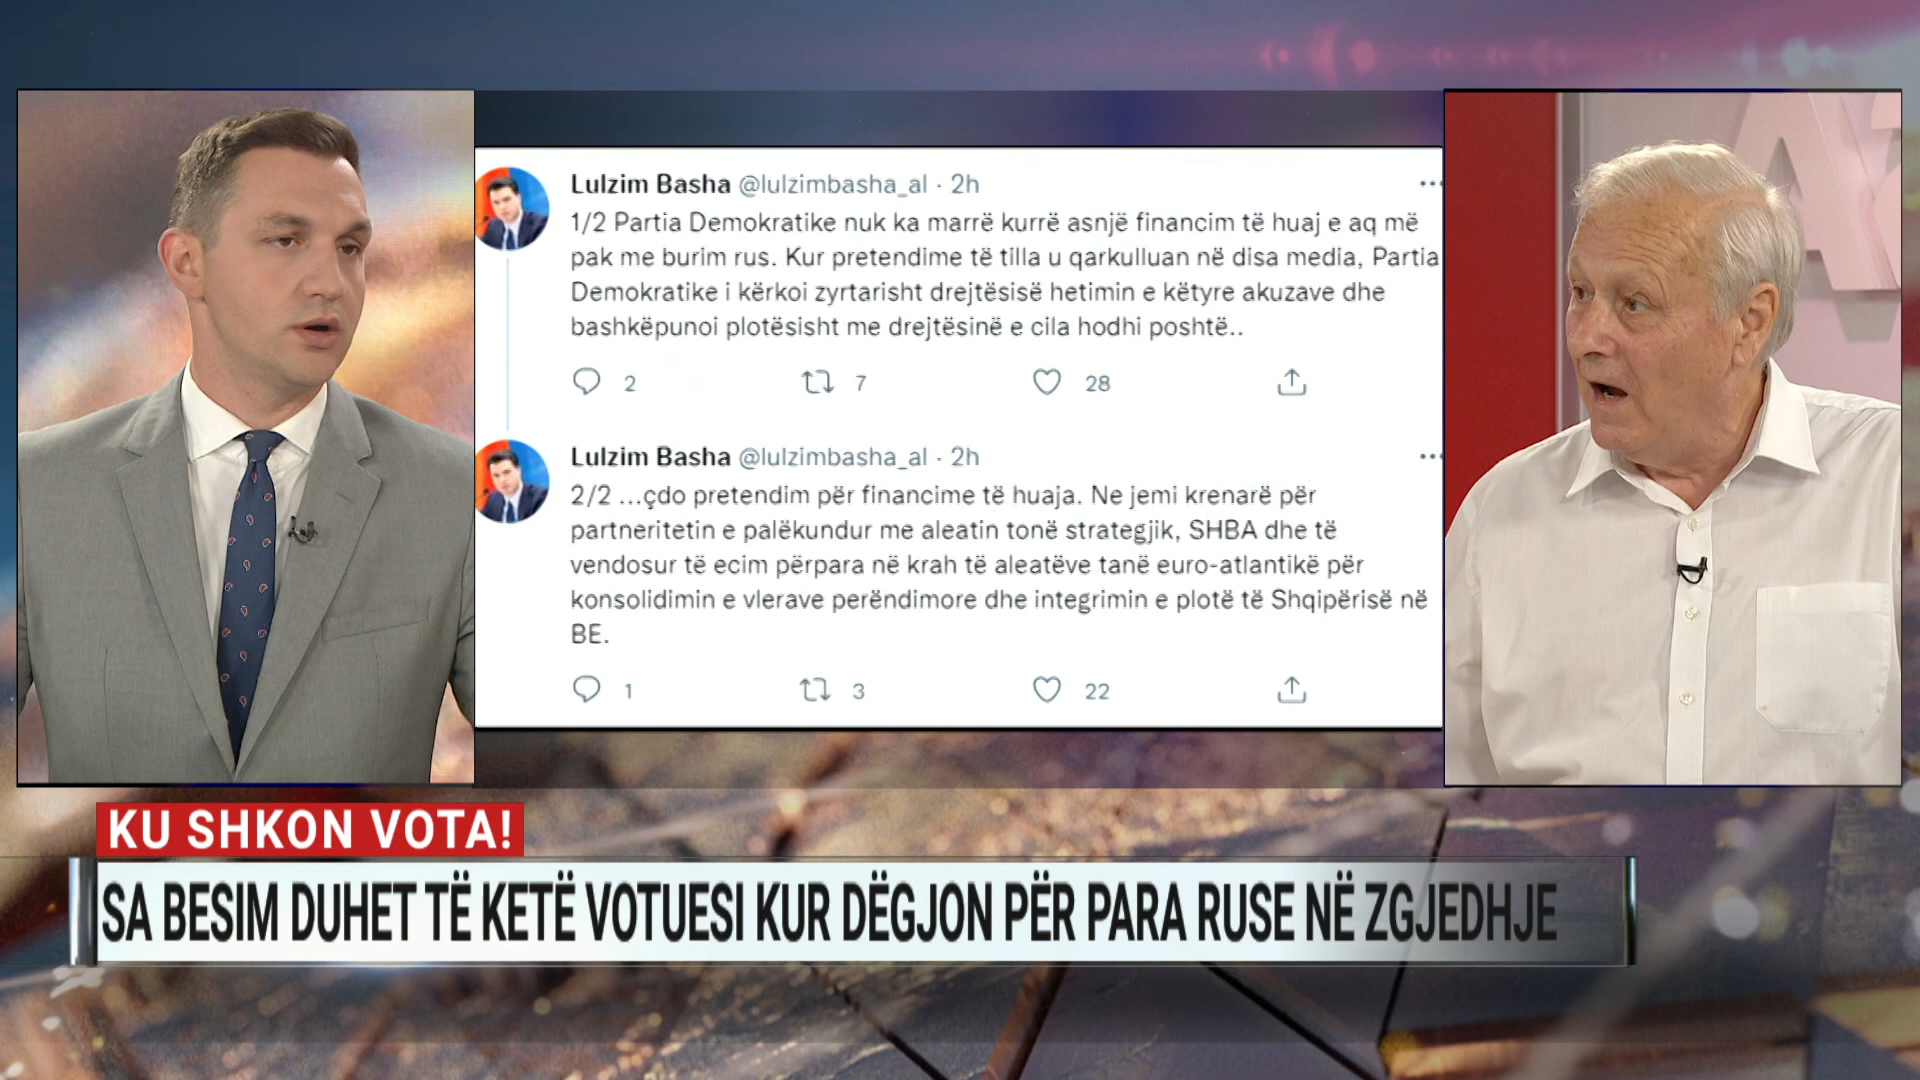 Lulzim Basha @lulzimbasha_al · 2h
1/2 Partia Demokratike nuk ka marrë kurrë asnjë financim të huaj e aq më
pak me burim rus. Kur pretendime të tilla u qarkulluan në disa media, Partia
Demokratike i kërkoi zyrtarisht drejtësisë hetimin e këtyre akuzave dhe
bashkëpunoi plotësisht me drejtësinë e cila hodhi poshtë..
2 7 28
Lulzim Basha @lulzimbasha_al · 2h
2/2 ...çdo pretendim për financime të huaja. Ne jemi krenarë për
partneritetin e palëkundur me aleatin tonë strategjik, SHBA dhe të
vendosur të ecim përpara në krah të aleatëve tanë euro-atlantikë për
konsolidimin e vlerave perëndimore dhe integrimin e plotë të Shqipërisë në
BE.
1 3 22
KU SHKON VOTA!
SA BESIM DUHET TË KETË VOTUESI KUR DËGJON PËR PARA RUSE NË ZGJEDHJE